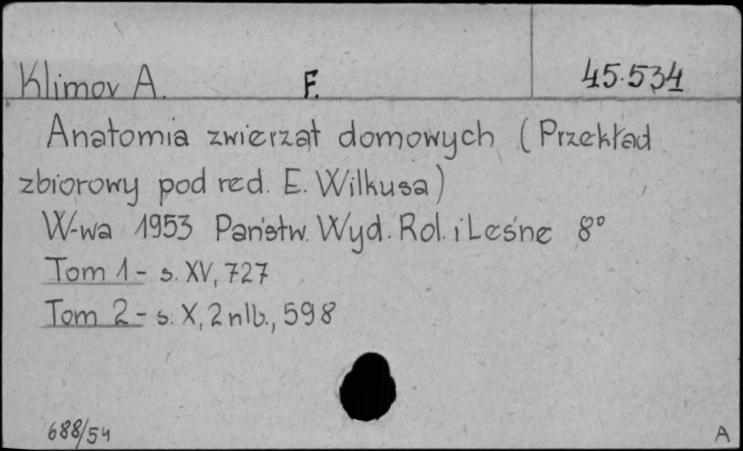 Klimov A. F. 45.534
Anatomia zwierząt domowych (Przekład
zbiorowy pod red. E. Wilkusa)
W-wa 1953 Państw. Wyd. Rol. i Leśne 8°
Tom 1 - s. XV, 727
Tom 2 - s. X, 2 nlb., 598
688/54
A